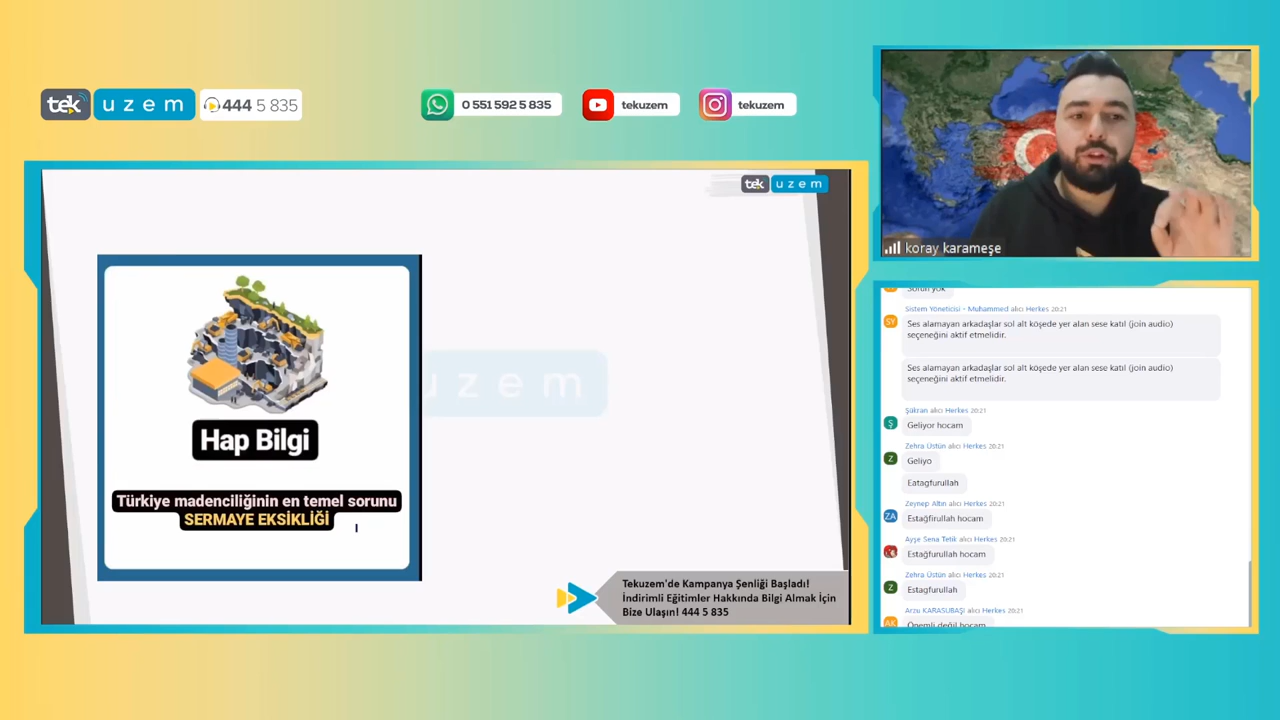 tek uzem 444 5 835
0 551 592 5 835
tekuzem
tekuzem
tek uzem
uzem
Hap Bilgi
Türkiye madenciliğinin en temel sorunu
SERMAYE EKSİKLİĞİ
Tekuzem'de Kampanya Şenliği Başladı!
İndirimli Eğitimler Hakkında Bilgi Almak İçin
Bize Ulaşın! 444 5 835
koray karameşe
Sorun yok
Sistem Yöneticisi - Muhammed alıcı Herkes 20:21
SY
Ses alamayan arkadaşlar sol alt köşede yer alan sese katıl (join audio)
seçeneğini aktif etmelidir.
Ses alamayan arkadaşlar sol alt köşede yer alan sese katıl (join audio)
seçeneğini aktif etmelidir.
Şükran alıcı Herkes 20:21
Ş
Geliyor hocam
Zehra Üstün alıcı Herkes 20:21
Z
Geliyo
Eatagfurullah
Zeynep Altın alıcı Herkes 20:21
ZA
Estağfirullah hocam
Ayşe Sena Tetik alıcı Herkes 20:21
Estağfurullah hocam
Zehra Üstün alıcı Herkes 20:21
Z
Estagfurullah
Arzu KARASUBAŞI alıcı Herkes 20:21
AK
Önemli değil hocam